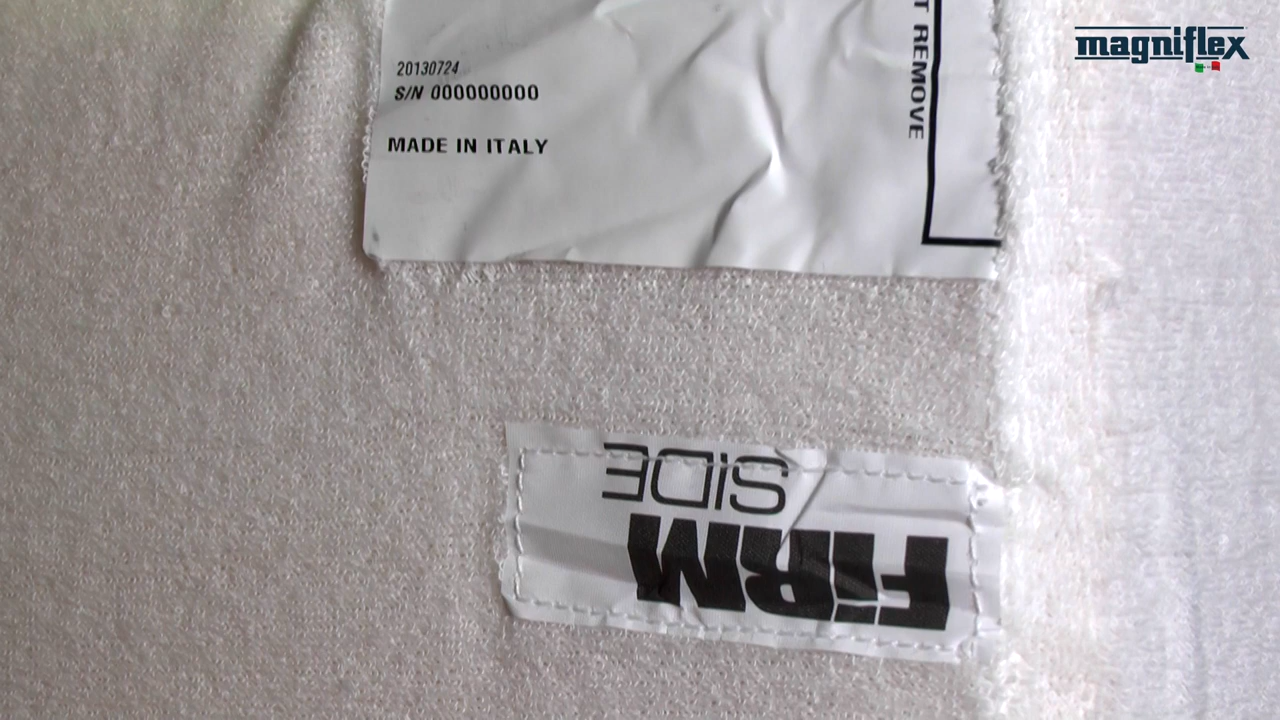 magniflex
20130724
S/N 000000000
MADE IN ITALY
T REMOVE
FiRM
SiDE